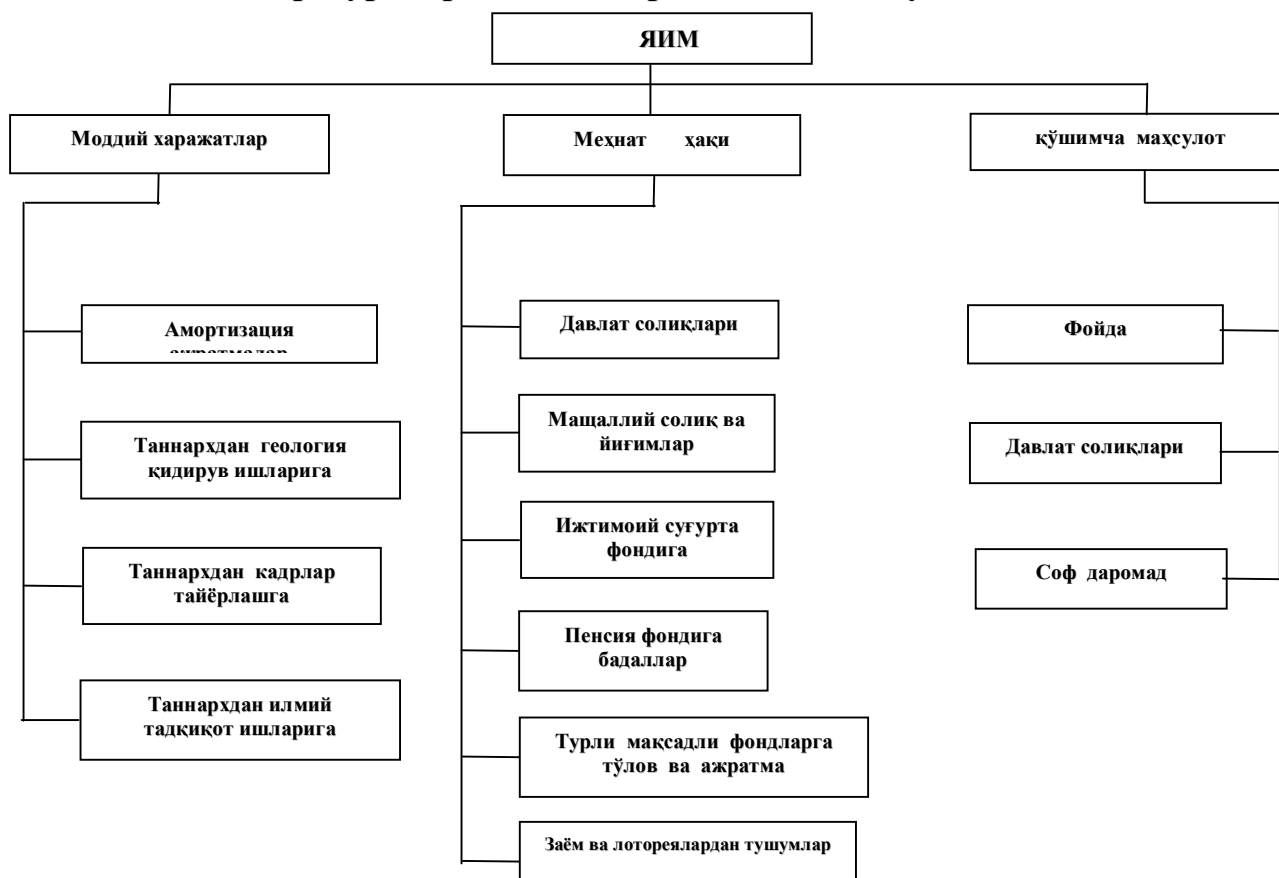 ЯИМ
Моддий харажатлар
Меҳнат ҳақи
қўшимча маҳсулот
Амортизация
Таннархдан геология
қидирув ишларига
Таннархдан кадрлар
тайёрлашга
Таннархдан илмий
тадқиқот ишларига
Давлат солиқлари
Мащаллий солиқ ва
йиғимлар
Ижтимоий суғурта
фондига
Пенсия фондига
бадаллар
Турли мақсадли фондларга
тўлов ва ажратма
Заём ва лотореялардан тушумлар
Фойда
Давлат солиқлари
Соф даромад